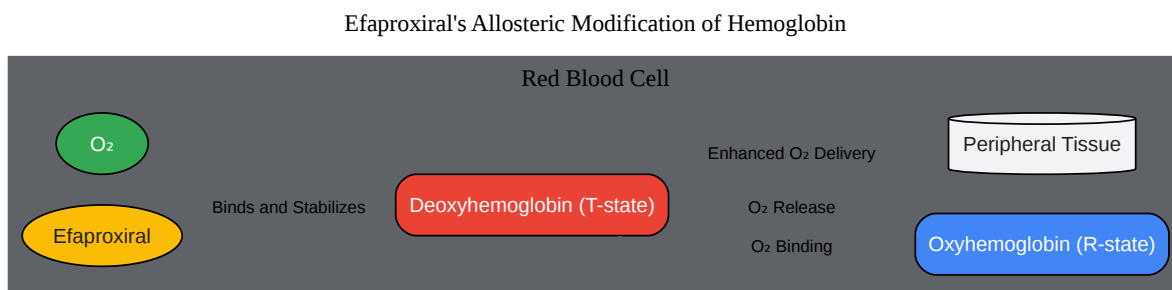 Efaproxiral's Allosteric Modification of Hemoglobin
Red Blood Cell
O₂
Efaproxiral
Binds and Stabilizes
Deoxyhemoglobin (T-state)
Enhanced O₂ Delivery
O₂ Release
O₂ Binding
Peripheral Tissue
Oxyhemoglobin (R-state)